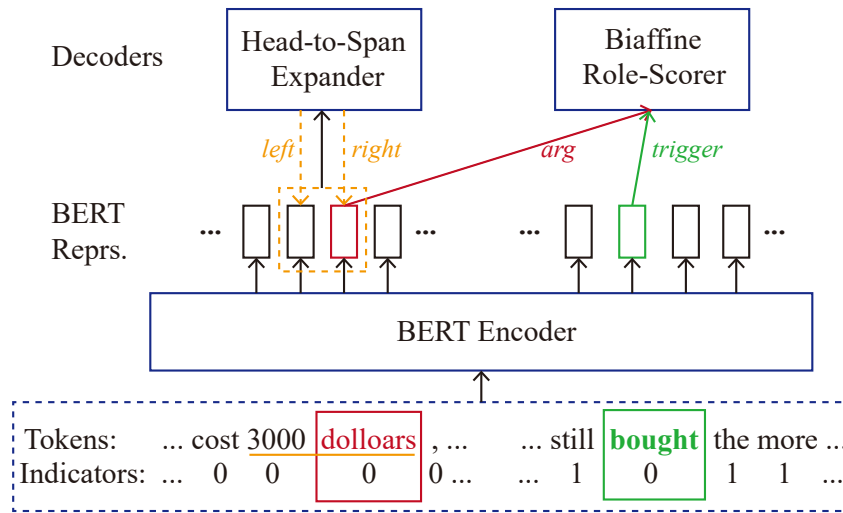 Decoders
Head-to-Span
Expander
Biaffine
Role-Scorer
left
right
arg
trigger
BERT
Reprs.
... ... ... ...
BERT Encoder
Tokens: ... cost 3000 dolloars , ... ... still bought the more ...
Indicators: ... 0 0 0 0 ... ... 1 0 1 1 ...